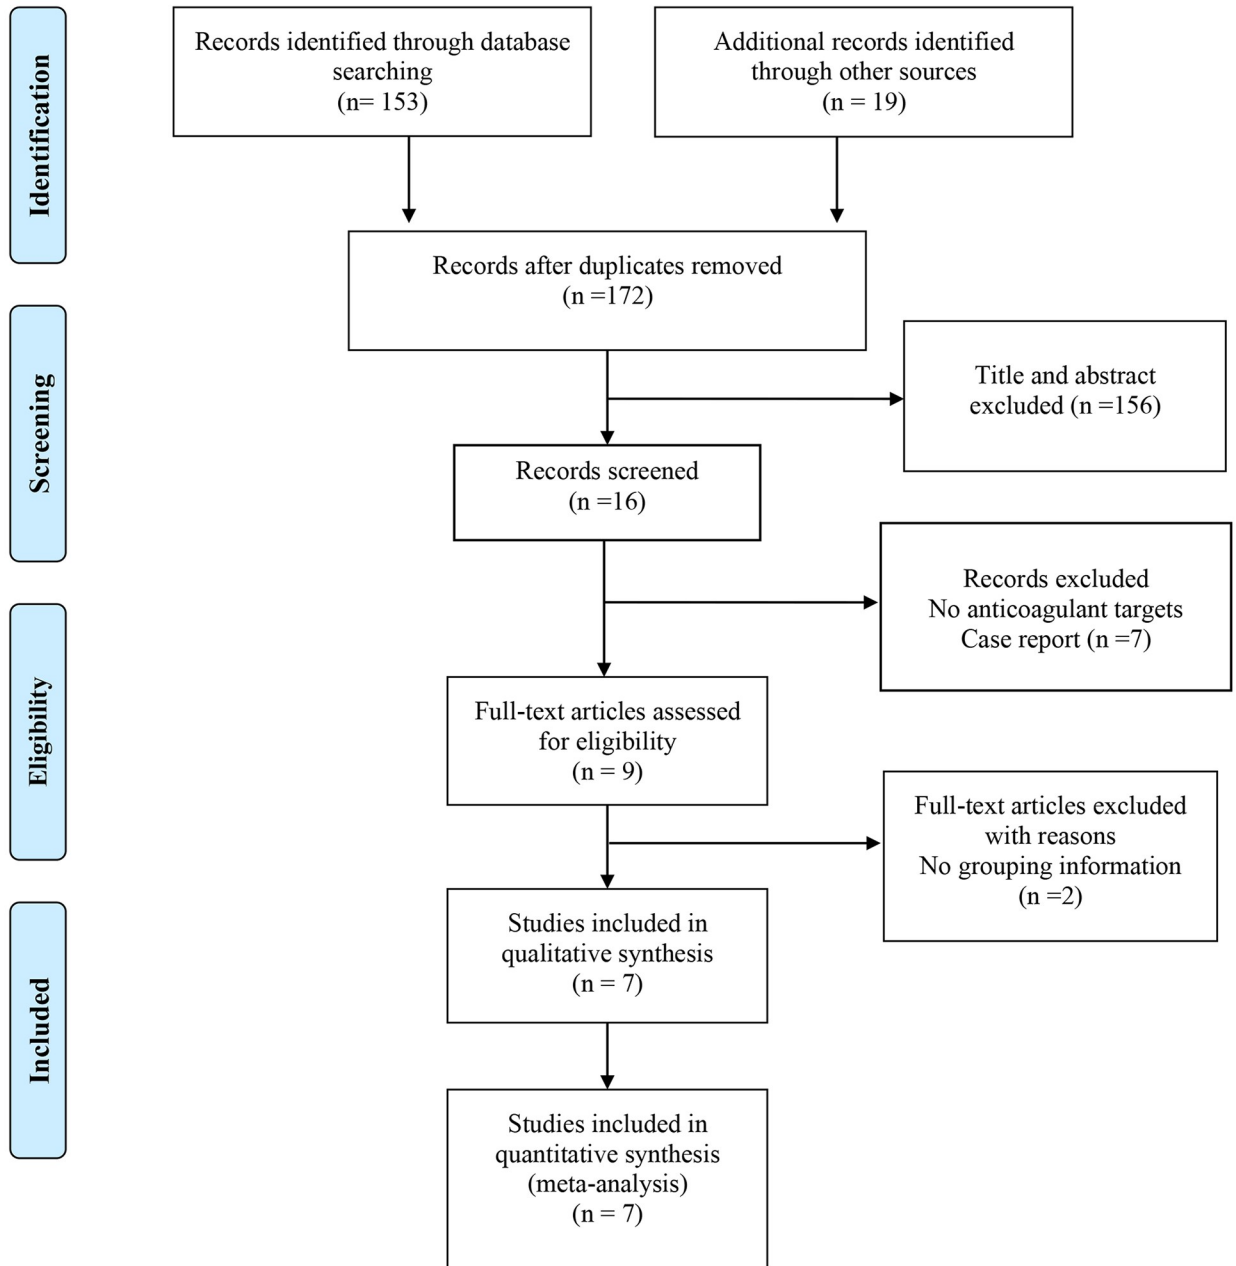 Identification
Records identified through database
searching
(n= 153)
Additional records identified
through other sources
(n = 19)
Records after duplicates removed
(n =172)
Screening
Title and abstract
excluded (n =156)
Records screened
(n =16)
Records excluded
No anticoagulant targets
Case report (n =7)
Eligibility
Full-text articles assessed
for eligibility
(n = 9)
Full-text articles excluded
with reasons
No grouping information
(n =2)
Included
Studies included in
qualitative synthesis
(n = 7)
Studies included in
quantitative synthesis
(meta-analysis)
(n = 7)